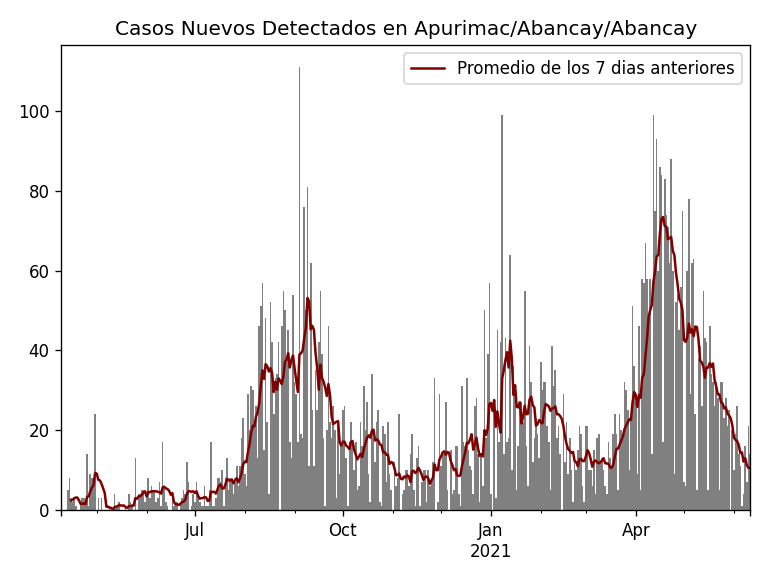 Casos Nuevos Detectados en Apurimac/Abancay/Abancay
Promedio de los 7 dias anteriores
100
80
60
40
20
0
Jul Oct Jan Apr
2021